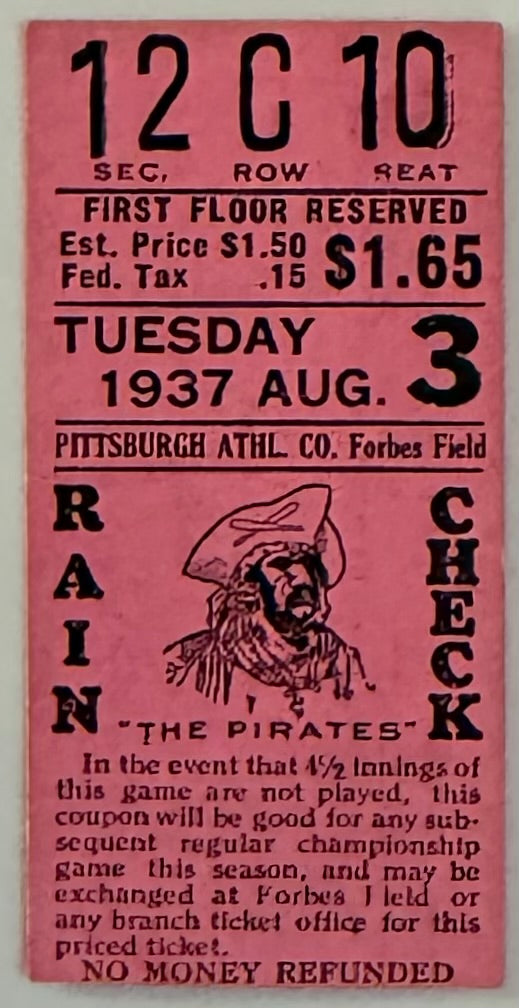 12 C 10
SEC. ROW SEAT
FIRST FLOOR RESERVED
Est. Price $1.50
Fed. Tax .15
$1.65
TUESDAY
1937 AUG. 3
PITTSBURGH ATHL. CO. Forbes Field
RAIN
CHECK
"THE PIRATES"
In the event that 4½ innings of
this game are not played, this
coupon will be good for any sub-
sequent regular championship
game this season, and may be
exchanged at Forbes Field or
any branch ticket office for this
priced ticket.
NO MONEY REFUNDED